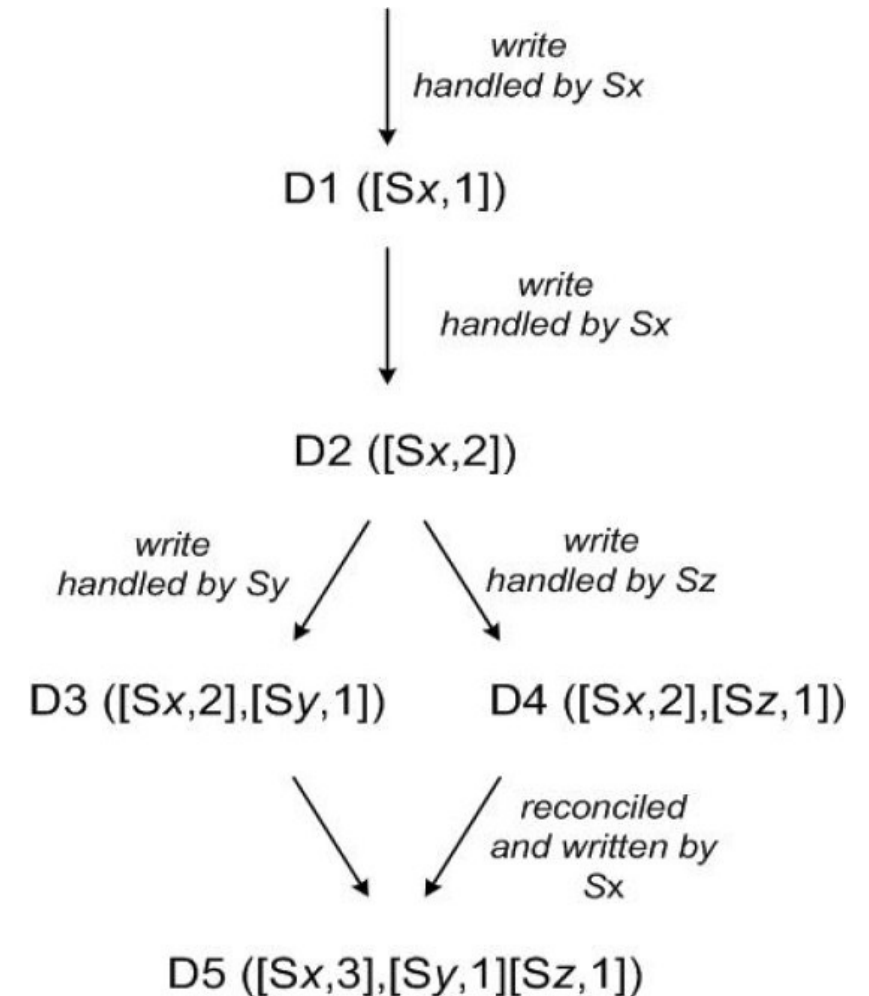 write
handled by Sx
D1 ([Sx,1])
write
handled by Sx
D2 ([Sx,2])
write
handled by Sy
write
handled by Sz
D3 ([Sx,2],[Sy,1])
D4 ([Sx,2],[Sz,1])
reconciled
and written by
Sx
D5 ([Sx,3],[Sy,1][Sz,1])